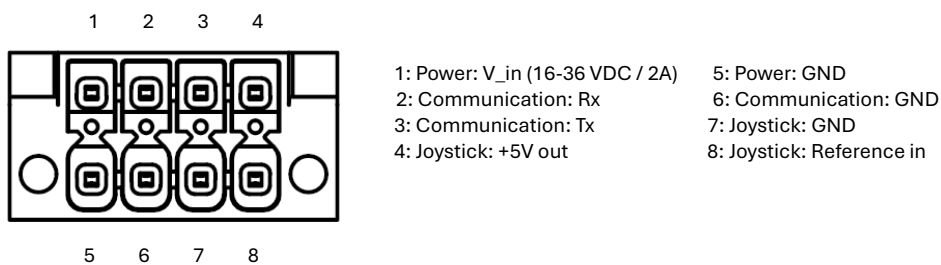 1 2 3 4
1: Power: V_in (16-36 VDC / 2A)
2: Communication: Rx
3: Communication: Tx
4: Joystick: +5V out
5: Power: GND
6: Communication: GND
7: Joystick: GND
8: Joystick: Reference in
5 6 7 8